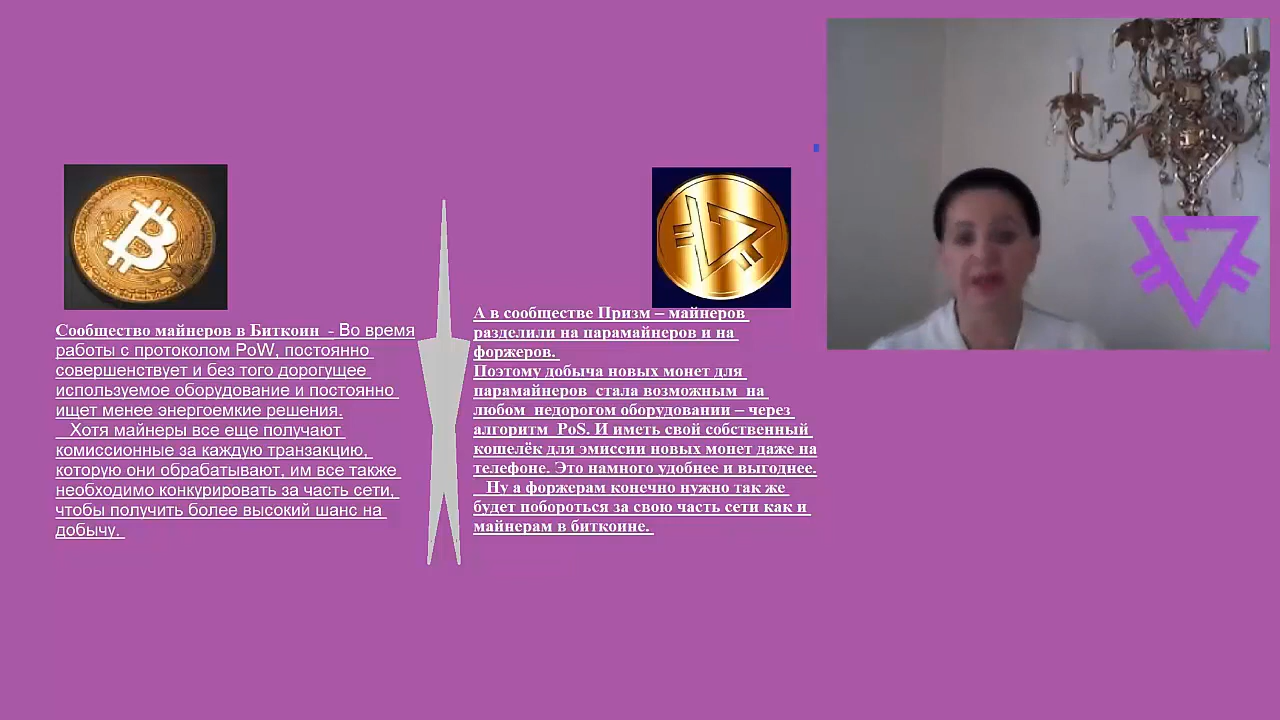 Сообщество майнеров в Биткоин - Во время
работы с протоколом PoW, постоянно
совершенствует и без того дорогущее
используемое оборудование и постоянно
ищет менее энергоемкие решения.
Хотя майнеры все еще получают
комиссионные за каждую транзакцию,
которую они обрабатывают, им все также
необходимо конкурировать за часть сети,
чтобы получить более высокий шанс на
добычу.
А в сообществе Призм – майнеров
разделили на парамайнеров и на
форжеров.
Поэтому добыча новых монет для
парамайнеров стала возможным на
любом недорогом оборудовании – через
алгоритм PoS. И иметь свой собственный
кошелёк для эмиссии новых монет даже на
телефоне. Это намного удобнее и выгоднее.
Ну а форжерам конечно нужно так же
будет побороться за свою часть сети как и
майнерам в биткоине.